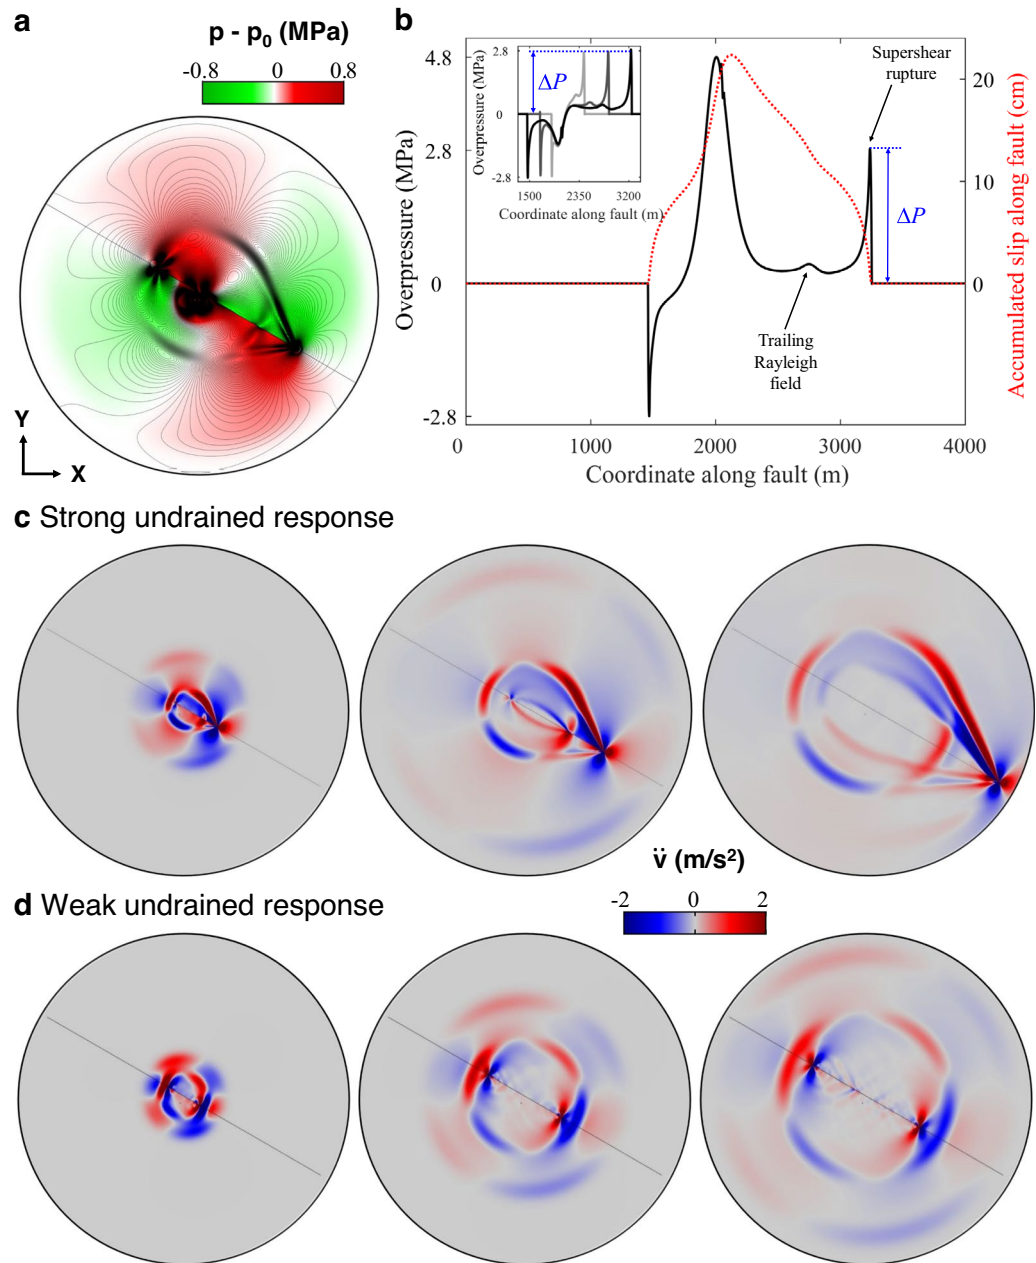 a
p - p0 (MPa)
-0.8 0 0.8
Y
X
b
4.8
2.8
0
-2.8
Overpressure (MPa)
0 1000 2000 3000 4000
Coordinate along fault (m)
20
10
0
Accumulated slip along fault (cm)
2.8
0
-2.8
Overpressure (MPa)
ΔP
1500 2350 3200
Coordinate along fault (m)
Supershear
rupture
ΔP
Trailing
Rayleigh
field
c Strong undrained response
v̈ (m/s²)
-2 0 2
d Weak undrained response